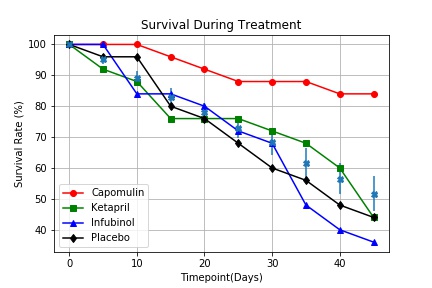 Survival During Treatment
100
90
80
70
60
50
40
Survival Rate (%)
Capomulin
Ketapril
Infubinol
Placebo
0 10 20 30 40
Timepoint(Days)